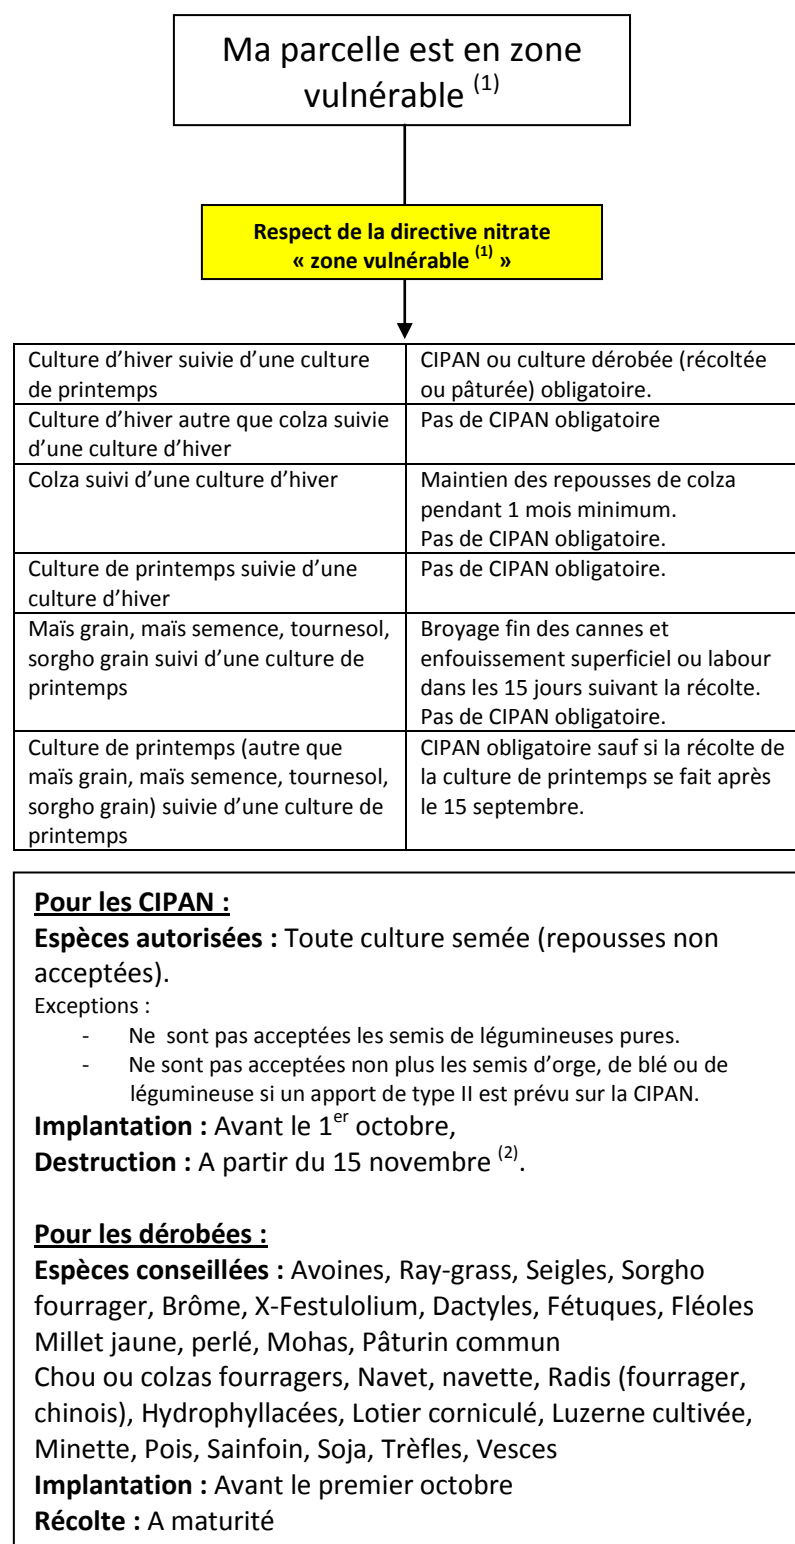 Ma parcelle est en zone
vulnérable (1)
Respect de la directive nitrate
« zone vulnérable (1) »
Culture d'hiver suivie d'une culture
de printemps
CIPAN ou culture dérobée (récoltée
ou pâturée) obligatoire.
Culture d'hiver autre que colza suivie
d'une culture d'hiver
Pas de CIPAN obligatoire
Colza suivi d'une culture d'hiver
Maintien des repousses de colza
pendant 1 mois minimum.
Pas de CIPAN obligatoire.
Culture de printemps suivie d'une
culture d'hiver
Pas de CIPAN obligatoire.
Maïs grain, maïs semence, tournesol,
sorgho grain suivi d'une culture de
printemps
Broyage fin des cannes et
enfouissement superficiel ou labour
dans les 15 jours suivant la récolte.
Pas de CIPAN obligatoire.
Culture de printemps (autre que
maïs grain, maïs semence, tournesol,
sorgho grain) suivie d'une culture de
printemps
CIPAN obligatoire sauf si la récolte de
la culture de printemps se fait après
le 15 septembre.
Pour les CIPAN :
Espèces autorisées : Toute culture semée (repousses non
acceptées).
Exceptions :
- Ne sont pas acceptées les semis de légumineuses pures.
- Ne sont pas acceptées non plus les semis d'orge, de blé ou de
légumineuse si un apport de type II est prévu sur la CIPAN.
Implantation : Avant le 1er octobre,
Destruction : A partir du 15 novembre (2).
Pour les dérobées :
Espèces conseillées : Avoines, Ray-grass, Seigles, Sorgho
fourrager, Brôme, X-Festulolium, Dactyles, Fétuques, Fléoles
Millet jaune, perlé, Mohas, Pâturin commun
Chou ou colzas fourragers, Navet, navette, Radis (fourrager,
chinois), Hydrophyllacées, Lotier corniculé, Luzerne cultivée,
Minette, Pois, Sainfoin, Soja, Trèfles, Vesces
Implantation : Avant le premier octobre
Récolte : A maturité